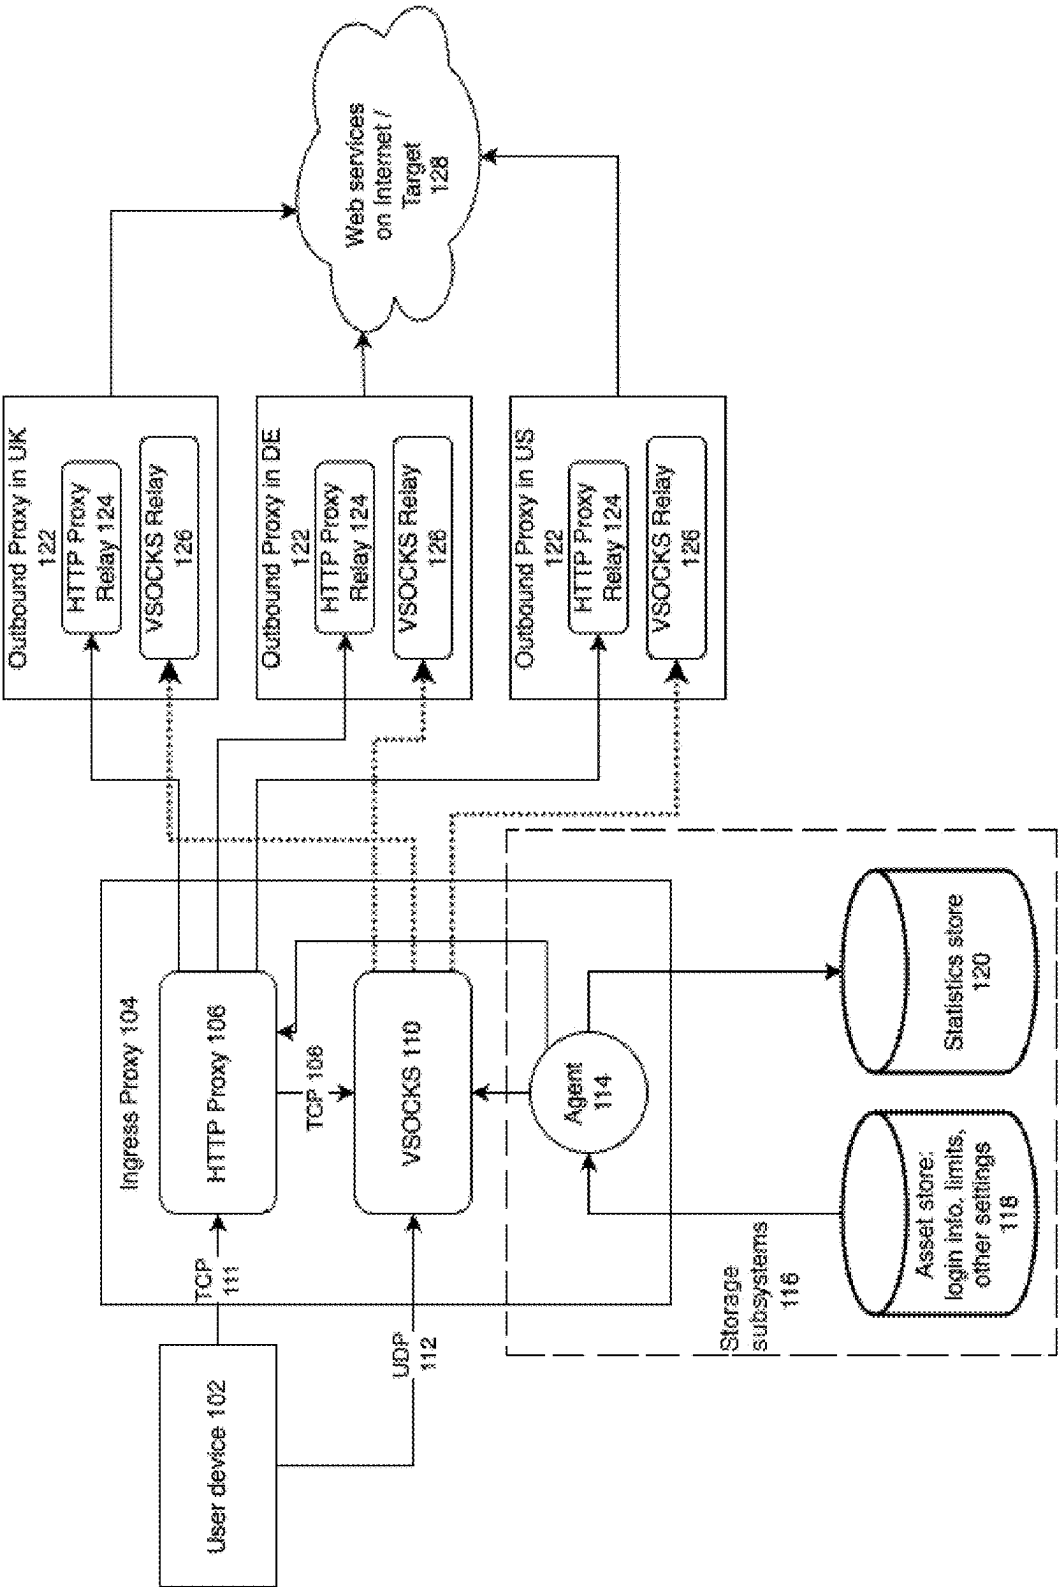 User device 102
TCP
111
UDP
112
Ingress Proxy 104
HTTP Proxy 106
TCP 108
VSOCKS 110
Agent
114
Storage
subsystems
116
Asset store:
login info, limits,
other settings
118
Statistics store
120
Outbound Proxy in UK
122
HTTP Proxy
Relay 124
VSOCKS Relay
126
Outbound Proxy in DE
122
HTTP Proxy
Relay 124
VSOCKS Relay
126
Outbound Proxy in US
122
HTTP Proxy
Relay 124
VSOCKS Relay
126
Web services
on Internet /
Target
128